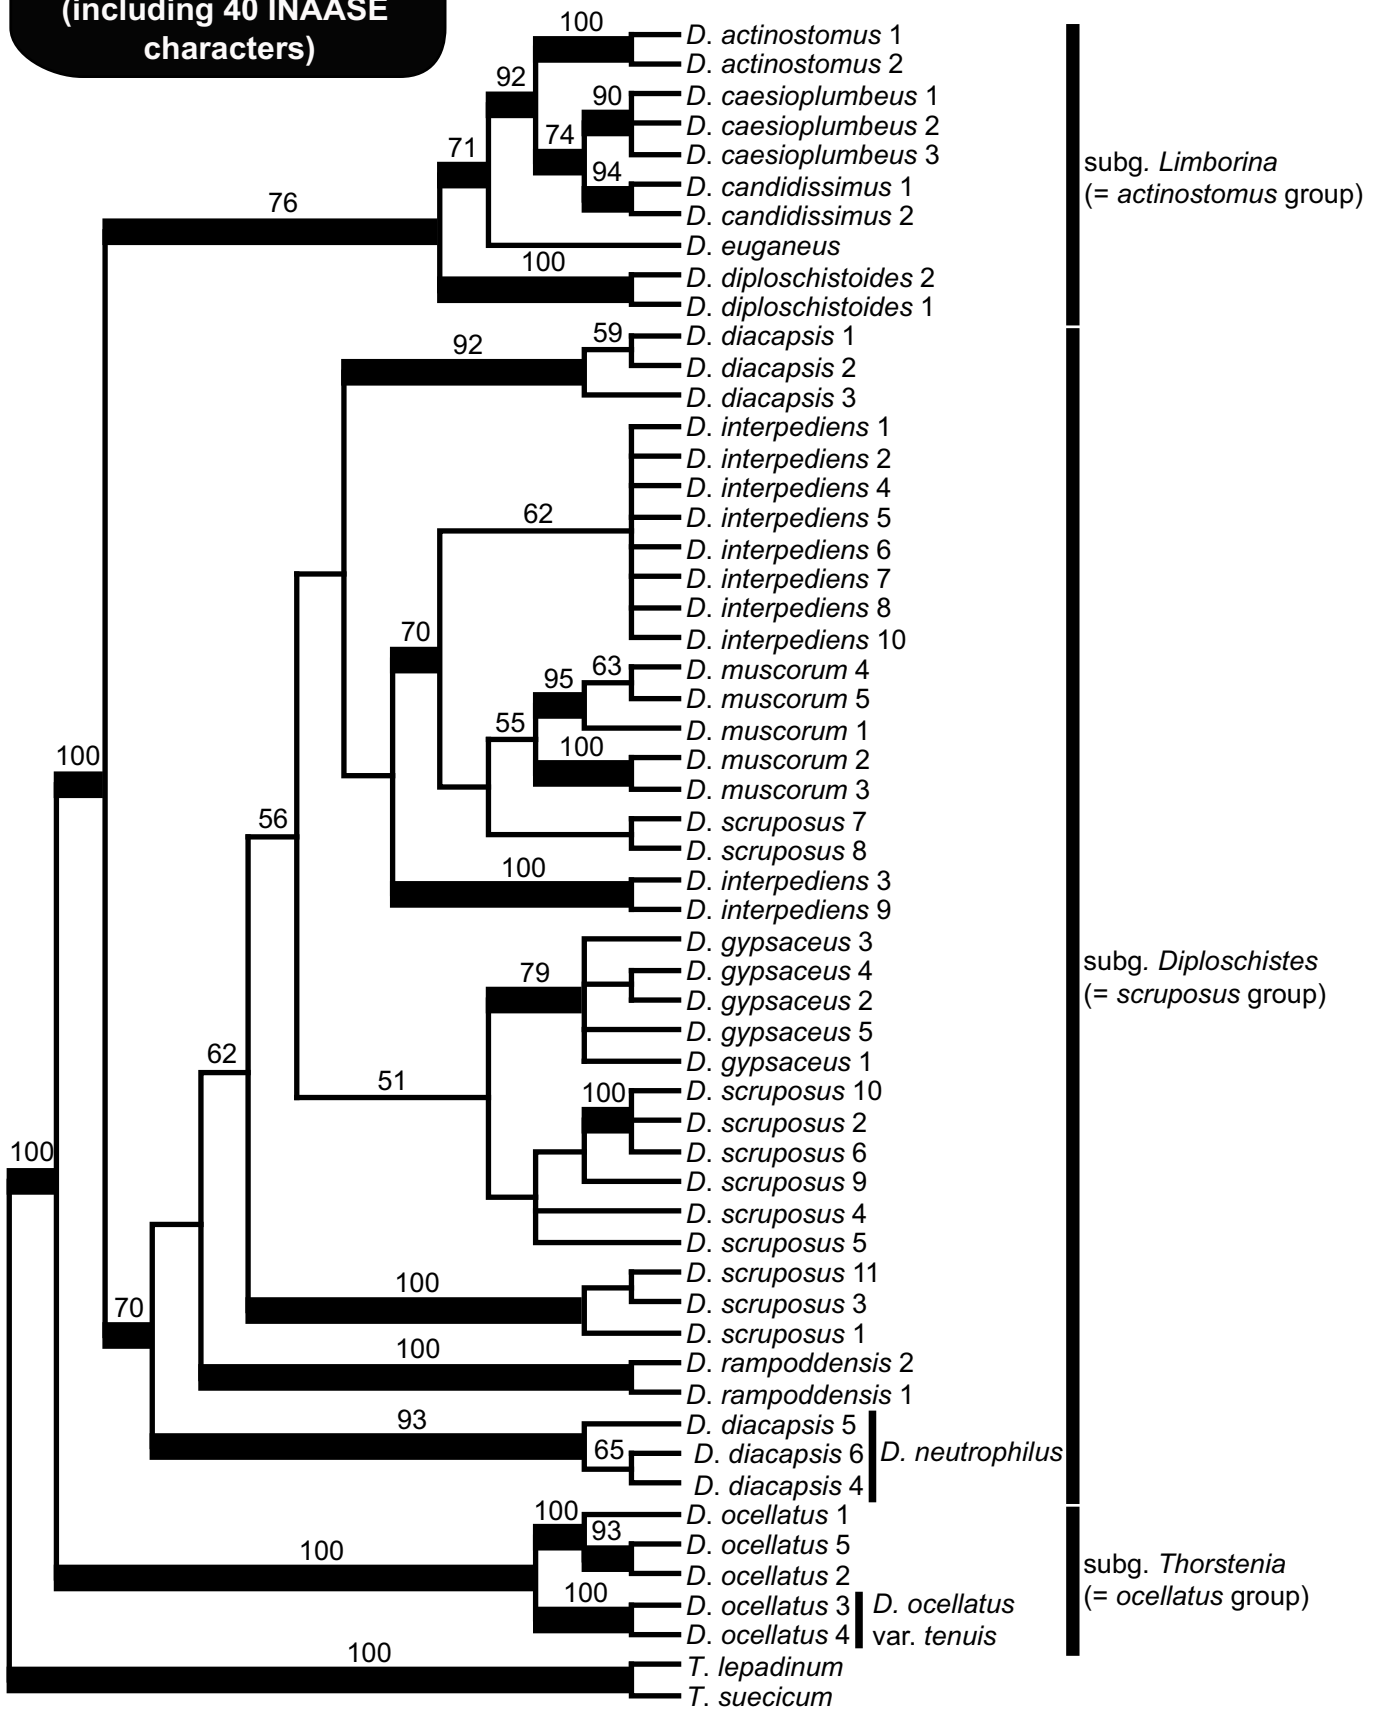 (including 40 INAASE
characters)
100
D. actinostomus 1
D. actinostomus 2
92
90
D. caesioplumbeus 1
D. caesioplumbeus 2
74
D. caesioplumbeus 3
71
94
D. candidissimus 1
D. candidissimus 2
76
D. euganeus
100
D. diploschistoides 2
D. diploschistoides 1
subg. Limborina
(= actinostomus group)
59
D. diacapsis 1
92
D. diacapsis 2
D. diacapsis 3
D. interpediens 1
D. interpediens 2
D. interpediens 4
62
D. interpediens 5
D. interpediens 6
D. interpediens 7
D. interpediens 8
70
D. interpediens 10
63
D. muscorum 4
95
D. muscorum 5
55
D. muscorum 1
100
D. muscorum 2
100
D. muscorum 3
56
D. scruposus 7
D. scruposus 8
100
D. interpediens 3
D. interpediens 9
D. gypsaceus 3
79
D. gypsaceus 4
D. gypsaceus 2
D. gypsaceus 5
62
D. gypsaceus 1
51
100
D. scruposus 10
D. scruposus 2
100
D. scruposus 6
D. scruposus 9
D. scruposus 4
D. scruposus 5
100
D. scruposus 11
70
D. scruposus 3
D. scruposus 1
100
D. rampoddensis 2
D. rampoddensis 1
93
D. diacapsis 5
65
D. diacapsis 6
D. diacapsis 4
D. neutrophilus
subg. Diploschistes
(= scruposus group)
100
D. ocellatus 1
93
D. ocellatus 5
100
D. ocellatus 2
100
D. ocellatus 3
D. ocellatus 4
D. ocellatus
var. tenuis
subg. Thorstenia
(= ocellatus group)
100
T. lepadinum
T. suecicum